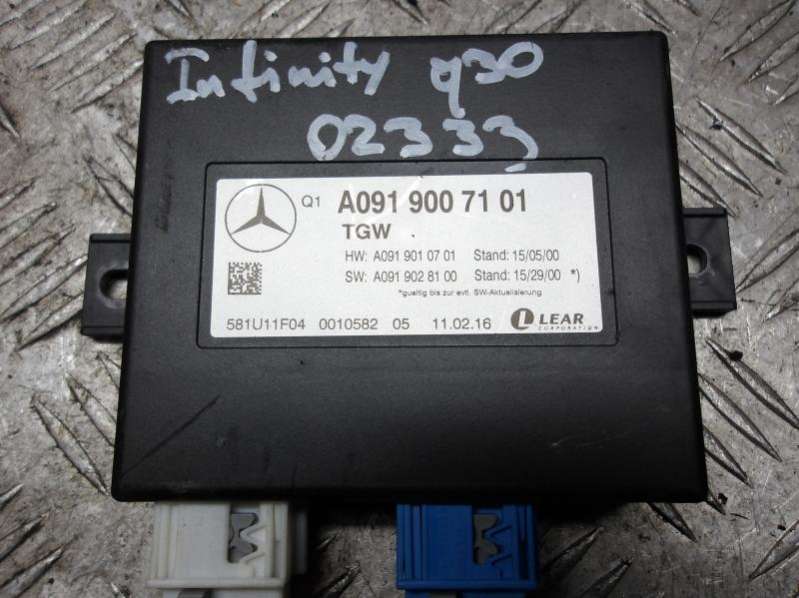 Infinity q30
02333
Q1 A091 900 71 01
TGW
HW: A091 901 07 01 Stand: 15/05/00
SW: A091 902 81 00 Stand: 15/29/00 *)
*gueltig bis zur evtl. SW-Aktualisierung
581U11F04 0010582 05 11.02.16 LEAR
CORPORATION